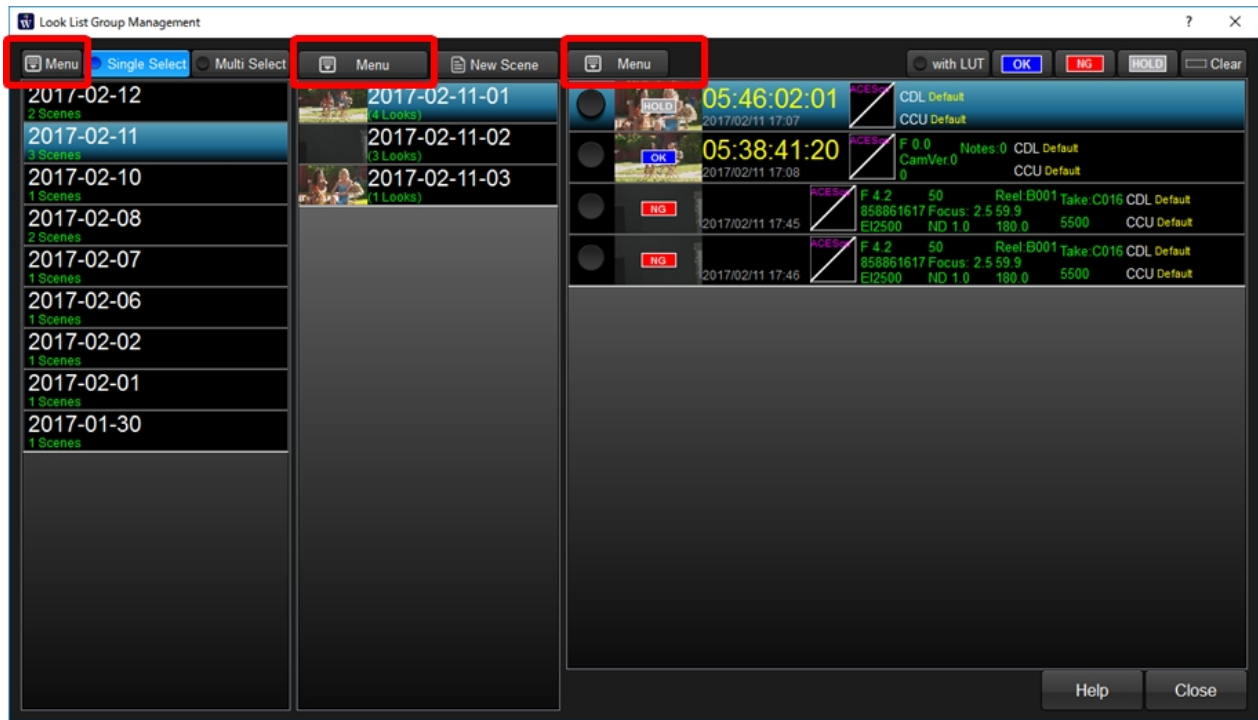 Look List Group Management
? ×
Menu Single Select Multi Select
2017-02-12
2 Scenes
2017-02-11
3 Scenes
2017-02-10
1 Scenes
2017-02-08
2 Scenes
2017-02-07
1 Scenes
2017-02-06
1 Scenes
2017-02-02
1 Scenes
2017-02-01
1 Scenes
2017-01-30
1 Scenes
Menu New Scene
2017-02-11-01
(4 Looks)
2017-02-11-02
(3 Looks)
2017-02-11-03
(1 Looks)
Menu with LUT OK NG HOLD Clear
HOLD 05:46:02:01 CDL Default
2017/02/11 17:07 CCU Default
OK 05:38:41:20 F 0.0 Notes:0 CDL Default
CamVer.0
2017/02/11 17:08 0 CCU Default
NG F 4.2 50 Reel:B001 Take:C016 CDL Default
858861617 Focus: 2.5 59.9
2017/02/11 17:45 EI2500 ND 1.0 180.0 5500 CCU Default
NG F 4.2 50 Reel:B001 Take:C016 CDL Default
858861617 Focus: 2.5 59.9
2017/02/11 17:46 EI2500 ND 1.0 180.0 5500 CCU Default
Help Close